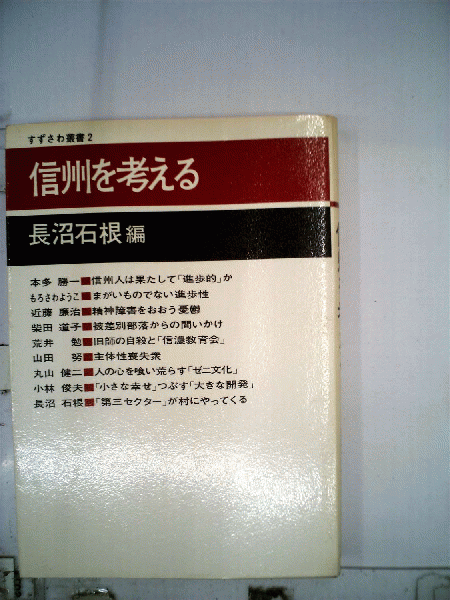 すずさわ叢書2
信州を考える
長沼石根 編
本多 勝一■信州人は果たして「進歩的」か
もろさわようこ■まがいものでない進歩性
近藤 廉治■精神障害をおおう憂鬱
柴田 道子■被差別部落からの問いかけ
荒井 勉■旧師の自殺と「信濃教育会」
山田 努■主体性喪失衆
丸山 健二■人の心を喰い荒らす「ゼニ文化」
小林 俊夫■「小さな幸せ」つぶす「大きな開発」
長沼 石根■「第三セクター」が村にやってくる